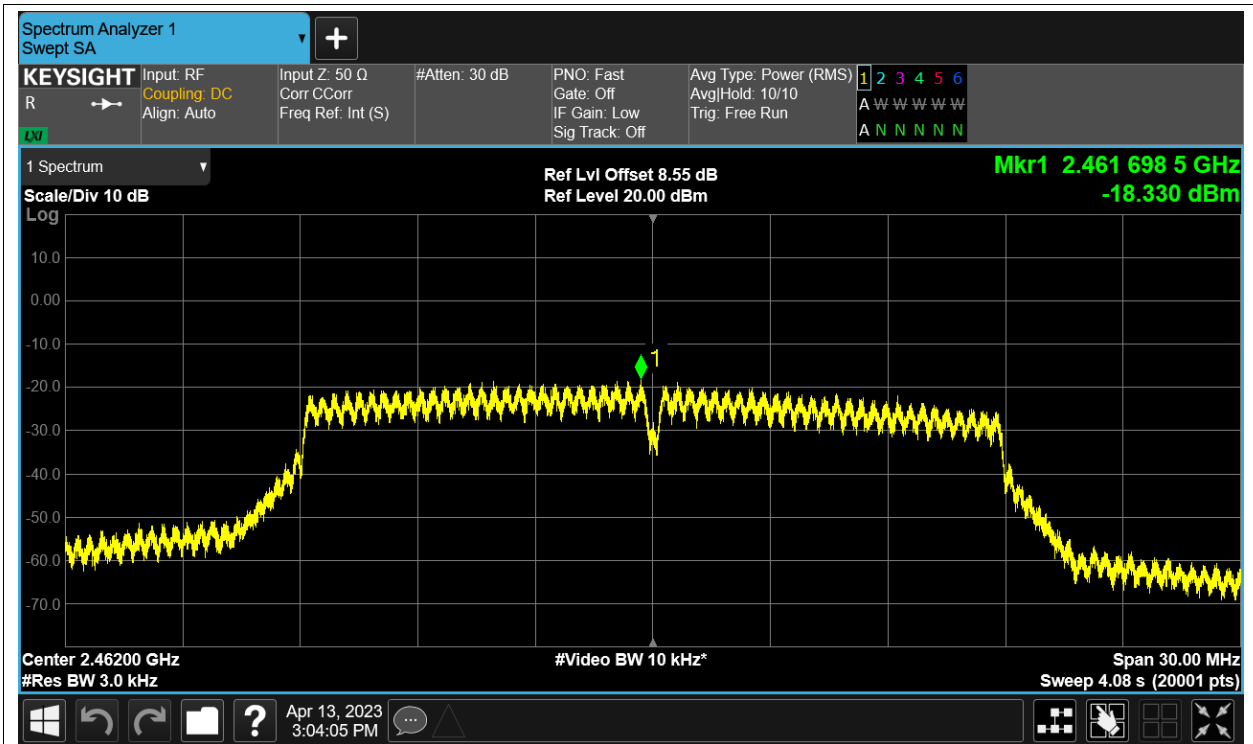 Spectrum Analyzer 1
Swept SA
KEYSIGHT
R
LXI
Input: RF
Coupling: DC
Align: Auto
Input Z: 50 Ω
Corr CCorr
Freq Ref: Int (S)
#Atten: 30 dB
PNO: Fast
Gate: Off
IF Gain: Low
Sig Track: Off
Avg Type: Power (RMS)
Avg|Hold: 10/10
Trig: Free Run
1 2 3 4 5 6
A W W W W W
A N N N N N
1 Spectrum
Scale/Div 10 dB
Log
Ref Lvl Offset 8.55 dB
Ref Level 20.00 dBm
Mkr1 2.461 698 5 GHz
-18.330 dBm
10.0
0.00
-10.0
-20.0
-30.0
-40.0
-50.0
-60.0
-70.0
1
Center 2.46200 GHz
#Res BW 3.0 kHz
#Video BW 10 kHz*
Span 30.00 MHz
Sweep 4.08 s (20001 pts)
?
Apr 13, 2023
3:04:05 PM